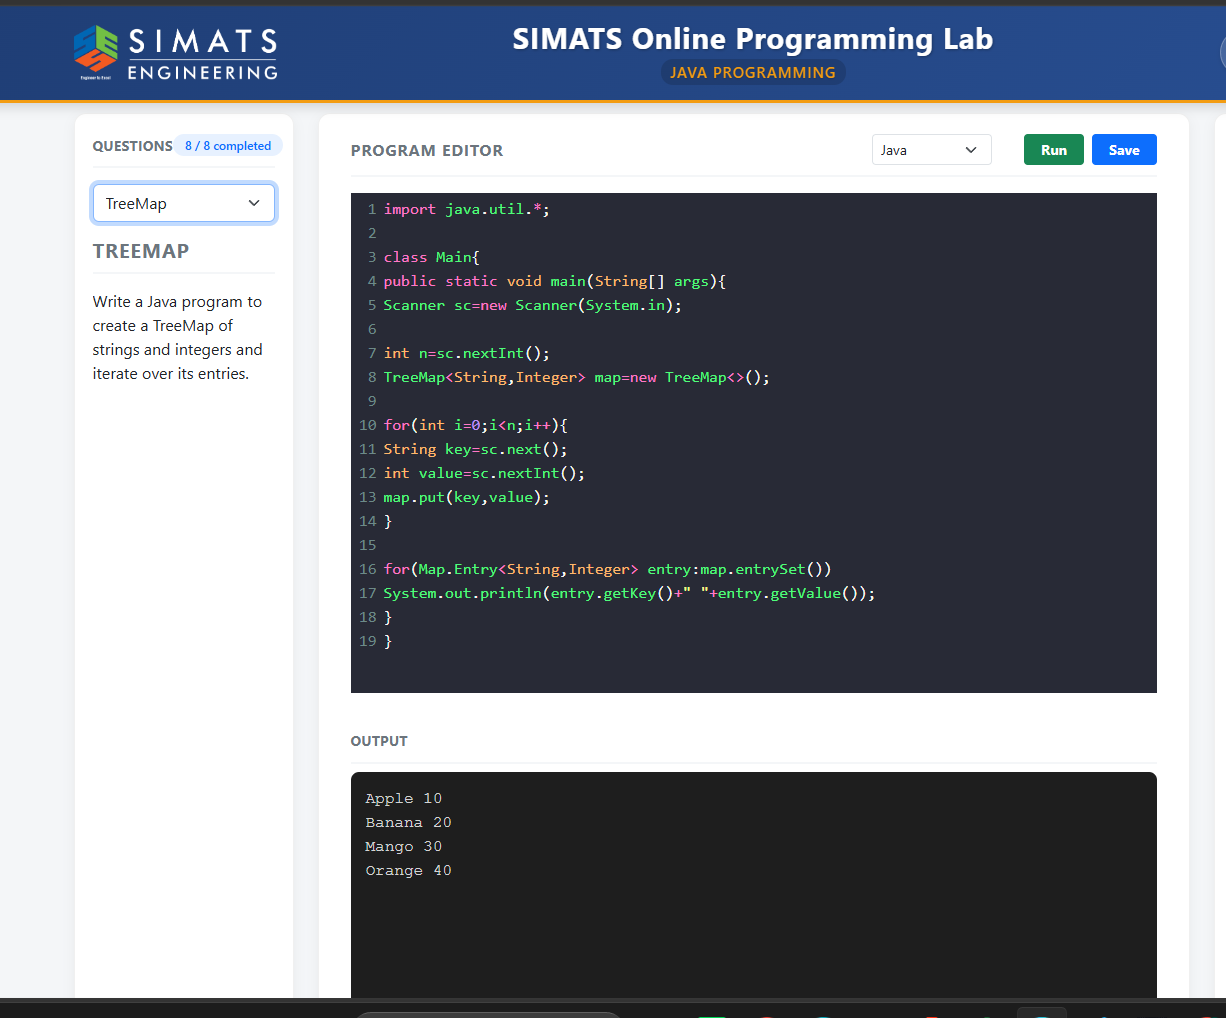 SIMATS
ENGINEERING
Engineer to Excel
SIMATS Online Programming Lab
JAVA PROGRAMMING
QUESTIONS 8 / 8 completed
TreeMap
TREEMAP
Write a Java program to
create a TreeMap of
strings and integers and
iterate over its entries.
PROGRAM EDITOR
Java
Run
Save
1 import java.util.*;
2
3 class Main{
4 public static void main(String[] args){
5 Scanner sc=new Scanner(System.in);
6
7 int n=sc.nextInt();
8 TreeMap<String,Integer> map=new TreeMap<>();
9
10 for(int i=0;i<n;i++){
11 String key=sc.next();
12 int value=sc.nextInt();
13 map.put(key,value);
14 }
15
16 for(Map.Entry<String,Integer> entry:map.entrySet())
17 System.out.println(entry.getKey()+" "+entry.getValue());
18 }
19 }
OUTPUT
Apple 10
Banana 20
Mango 30
Orange 40